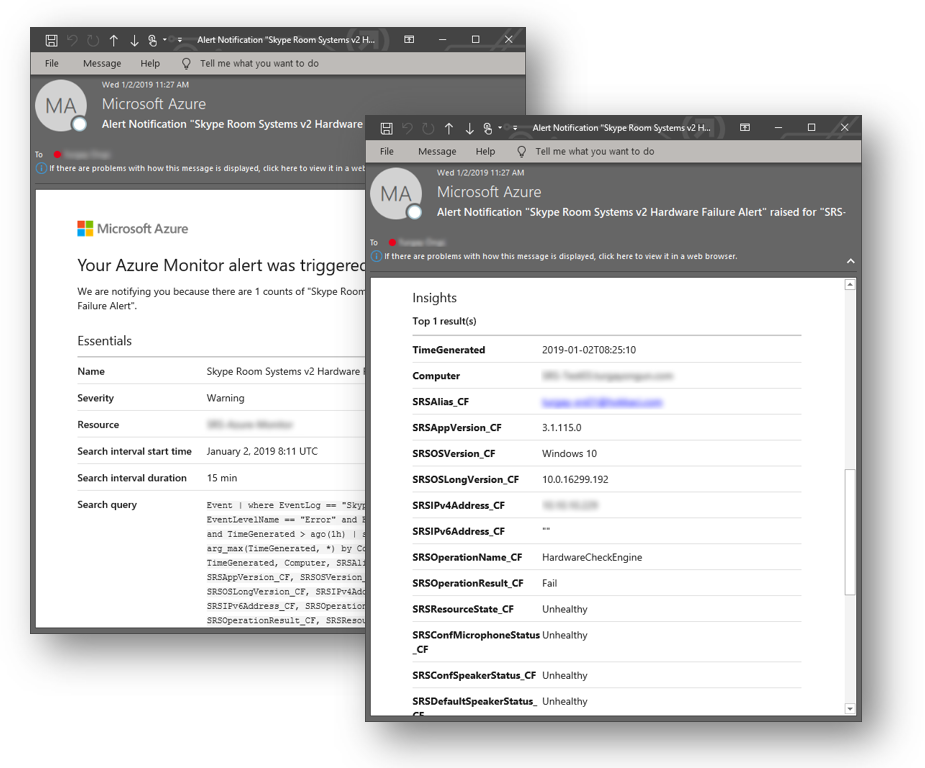 Alert Notification "Skype Room Systems v2 H...
File Message Help Tell me what you want to do
Wed 1/2/2019 11:27 AM
MA
Microsoft Azure
Alert Notification "Skype Room Systems v2 Hardware
To
If there are problems with how this message is displayed, click here to view it in a web
Microsoft Azure
Your Azure Monitor alert was triggered
We are notifying you because there are 1 counts of "Skype Room
Failure Alert".
Essentials
Name Skype Room Systems v2 Hardware
Severity Warning
Resource
Search interval start time January 2, 2019 8:11 UTC
Search interval duration 15 min
Search query Event | where EventLog == "Skyp
EventLevelName == "Error" and
and TimeGenerated > ago(1h) |
arg_max(TimeGenerated, *) by Co
TimeGenerated, Computer, SRSAli
SRSAppVersion_CF, SRSOSVersion_
SRSOSLongVersion_CF, SRSIPv4Add
SRSIPv6Address_CF, SRSOperation
SRSOperationResult_CF, SRSResou
Alert Notification "Skype Room Systems v2 H...
File Message Help Tell me what you want to do
Wed 1/2/2019 11:27 AM
MA
Microsoft Azure
Alert Notification "Skype Room Systems v2 Hardware Failure Alert" raised for "SRS-
To
If there are problems with how this message is displayed, click here to view it in a web browser.
Insights
Top 1 result(s)
TimeGenerated 2019-01-02T08:25:10
Computer
SRSAlias_CF
SRSAppVersion_CF 3.1.115.0
SRSOSVersion_CF Windows 10
SRSOSLongVersion_CF 10.0.16299.192
SRSIPv4Address_CF
SRSIPv6Address_CF ""
SRSOperationName_CF HardwareCheckEngine
SRSOperationResult_CF Fail
SRSResourceState_CF Unhealthy
SRSConfMicrophoneStatus Unhealthy
_CF
SRSConfSpeakerStatus_CF Unhealthy
SRSDefaultSpeakerStatus_ Unhealthy
CF